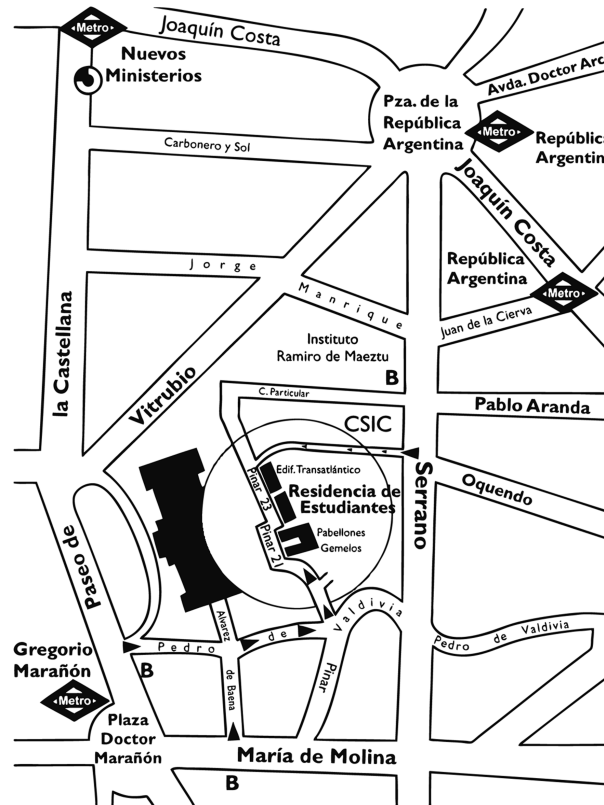 Metro
Joaquín Costa
Nuevos
Ministerios
Avda. Doctor Arc
Pza. de la
República
Argentina
Metro
República
Argentin
Carbonero y Sol
Joaquín Costa
República
Argentina
Metro
Jorge
Manrique
Juan de la Cierva
la Castellana
Vitrubio
Instituto
Ramiro de Maeztu
B
C. Particular
Pablo Aranda
CSIC
Serrano
Oquendo
Edif. Transatlántico
Pinar 23
Residencia de
Estudiantes
Pabellones
Gemelos
Pinar 21
Paseo de
Alvarez
de Baena
Pedro de Valdivia
Pedro de Valdivia
Pinar
Gregorio
Marañón
B
Metro
Plaza
Doctor
Marañón
María de Molina
B